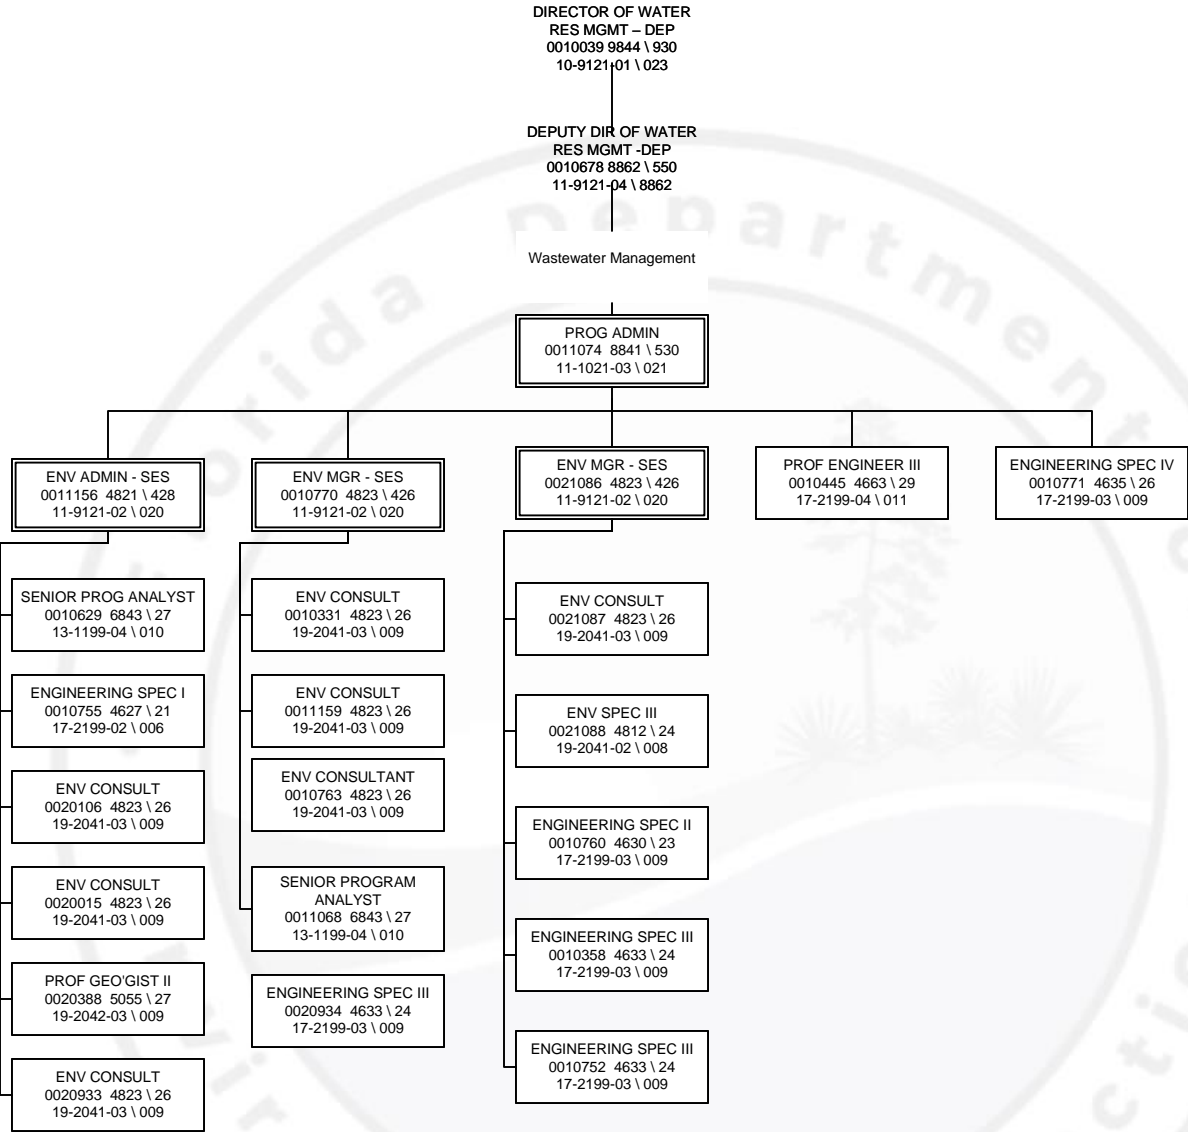 DIRECTOR OF WATER
RES MGMT – DEP
0010039 9844 \ 930
10-9121-01 \ 023
DEPUTY DIR OF WATER
RES MGMT -DEP
0010678 8862 \ 550
11-9121-04 \ 8862
Wastewater Management
PROG ADMIN
0011074 8841 \ 530
11-1021-03 \ 021
ENV ADMIN - SES
0011156 4821 \ 428
11-9121-02 \ 020
SENIOR PROG ANALYST
0010629 6843 \ 27
13-1199-04 \ 010
ENGINEERING SPEC I
0010755 4627 \ 21
17-2199-02 \ 006
ENV CONSULT
0020106 4823 \ 26
19-2041-03 \ 009
ENV CONSULT
0020015 4823 \ 26
19-2041-03 \ 009
PROF GEO'GIST II
0020388 5055 \ 27
19-2042-03 \ 009
ENV CONSULT
0020933 4823 \ 26
19-2041-03 \ 009
ENV MGR - SES
0010770 4823 \ 426
11-9121-02 \ 020
ENV CONSULT
0010331 4823 \ 26
19-2041-03 \ 009
ENV CONSULT
0011159 4823 \ 26
19-2041-03 \ 009
ENV CONSULTANT
0010763 4823 \ 26
19-2041-03 \ 009
SENIOR PROGRAM
ANALYST
0011068 6843 \ 27
13-1199-04 \ 010
ENGINEERING SPEC III
0020934 4633 \ 24
17-2199-03 \ 009
ENV MGR - SES
0021086 4823 \ 426
11-9121-02 \ 020
ENV CONSULT
0021087 4823 \ 26
19-2041-03 \ 009
ENV SPEC III
0021088 4812 \ 24
19-2041-02 \ 008
ENGINEERING SPEC II
0010760 4630 \ 23
17-2199-03 \ 009
ENGINEERING SPEC III
0010358 4633 \ 24
17-2199-03 \ 009
ENGINEERING SPEC III
0010752 4633 \ 24
17-2199-03 \ 009
PROF ENGINEER III
0010445 4663 \ 29
17-2199-04 \ 011
ENGINEERING SPEC IV
0010771 4635 \ 26
17-2199-03 \ 009
Department